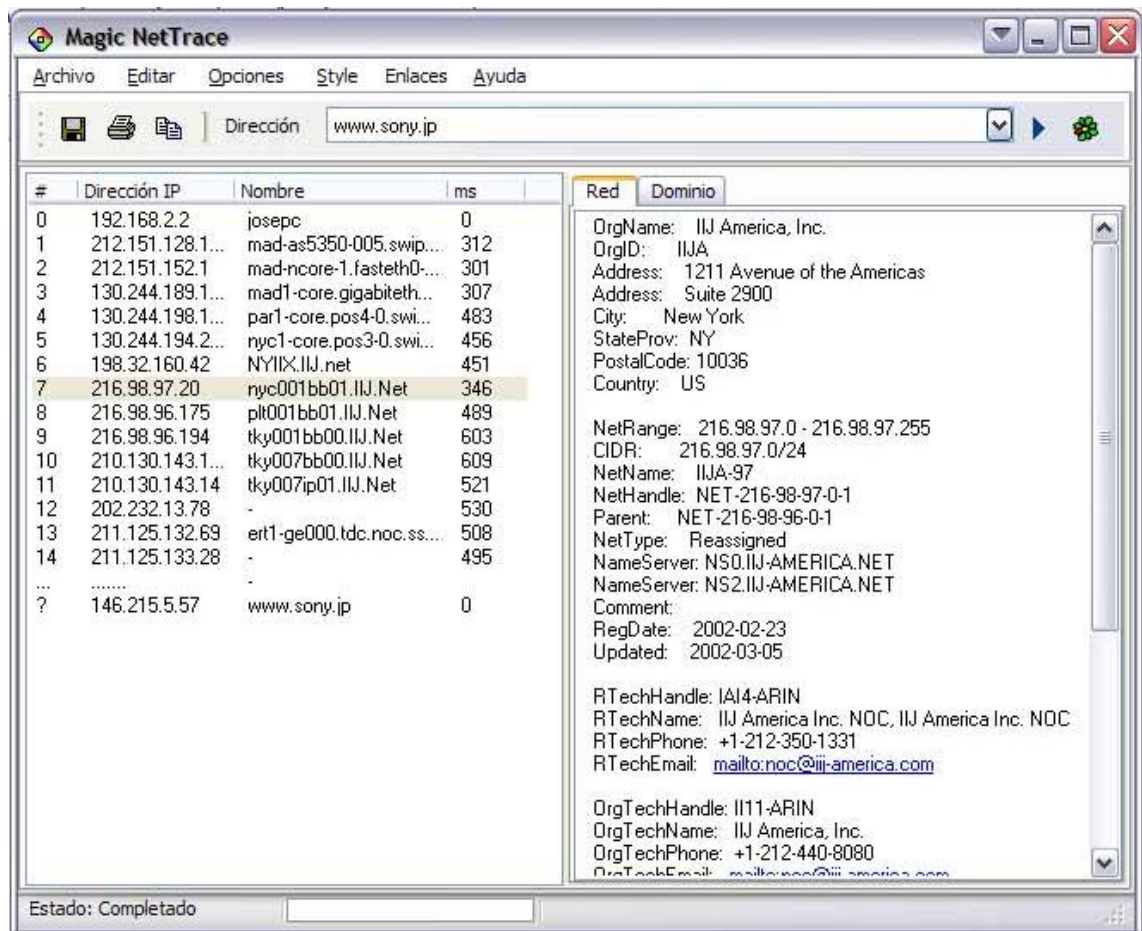 Magic NetTrace
Archivo Editar Opciones Style Enlaces Ayuda
Dirección www.sony.jp
# Dirección IP Nombre ms
0 192.168.2.2 josepc 0
1 212.151.128.1... mad-as5350-005.swip.... 312
2 212.151.152.1 mad-ncore-1.fasteth0-... 301
3 130.244.189.1... mad1-core.gigabiteth... 307
4 130.244.198.1... par1-core.pos4-0.swi... 483
5 130.244.194.2... nyc1-core.pos3-0.swi... 456
6 198.32.160.42 NYIIX.IIJ.net 451
7 216.98.97.20 nyc001bb01.IIJ.Net 346
8 216.98.96.175 plt001bb01.IIJ.Net 489
9 216.98.96.194 tky001bb00.IIJ.Net 603
10 210.130.143.1... tky007bb00.IIJ.Net 609
11 210.130.143.14 tky007ip01.IIJ.Net 521
12 202.232.13.78 - 530
13 211.125.132.69 ert1-ge000.tdc.noc.ss.... 508
14 211.125.133.28 - 495
... ....... -
? 146.215.5.57 www.sony.jp 0
Red Dominio
OrgName: IIJ America, Inc.
OrgID: IIJA
Address: 1211 Avenue of the Americas
Address: Suite 2900
City: New York
StateProv: NY
PostalCode: 10036
Country: US
NetRange: 216.98.97.0 - 216.98.97.255
CIDR: 216.98.97.0/24
NetName: IIJA-97
NetHandle: NET-216-98-97-0-1
Parent: NET-216-98-96-0-1
NetType: Reassigned
NameServer: NS0.IIJ-AMERICA.NET
NameServer: NS2.IIJ-AMERICA.NET
Comment:
RegDate: 2002-02-23
Updated: 2002-03-05
RTechHandle: IAI4-ARIN
RTechName: IIJ America Inc. NOC, IIJ America Inc. NOC
RTechPhone: +1-212-350-1331
RTechEmail: mailto:noc@iij-america.com
OrgTechHandle: II11-ARIN
OrgTechName: IIJ America, Inc.
OrgTechPhone: +1-212-440-8080
OrgTechEmail: mailto:noc@iij-america.com
Estado: Completado